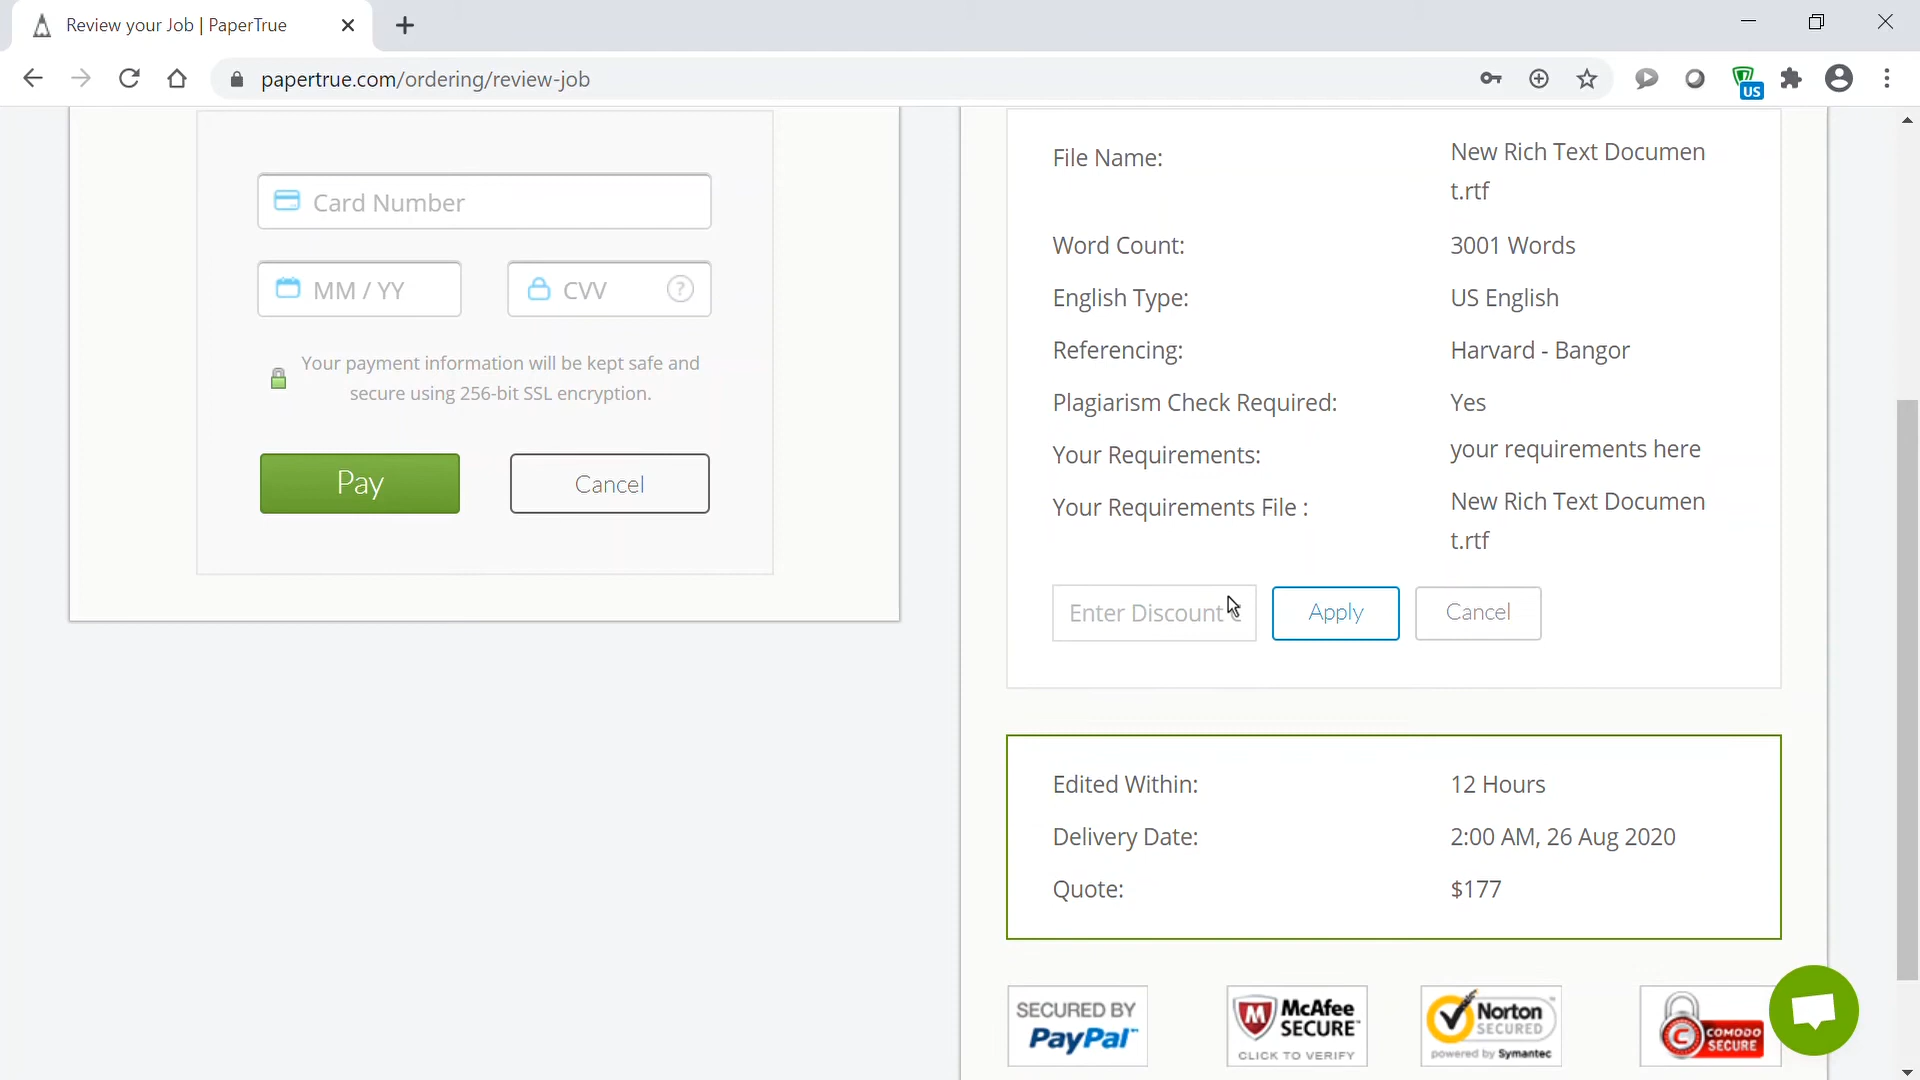 Review your Job | PaperTrue
papertrue.com/ordering/review-job
US
Card Number
MM / YY
CVV
?
Your payment information will be kept safe and
secure using 256-bit SSL encryption.
Pay
Cancel
File Name:
New Rich Text Documen
t.rtf
Word Count:
3001 Words
English Type:
US English
Referencing:
Harvard - Bangor
Plagiarism Check Required:
Yes
Your Requirements:
your requirements here
Your Requirements File :
New Rich Text Documen
t.rtf
Enter Discount
Apply
Cancel
Edited Within:
12 Hours
Delivery Date:
2:00 AM, 26 Aug 2020
Quote:
$177
SECURED BY
PayPal™
McAfee
SECURE™
CLICK TO VERIFY
Norton™
SECURED
powered by Symantec
COMODO
SECURE